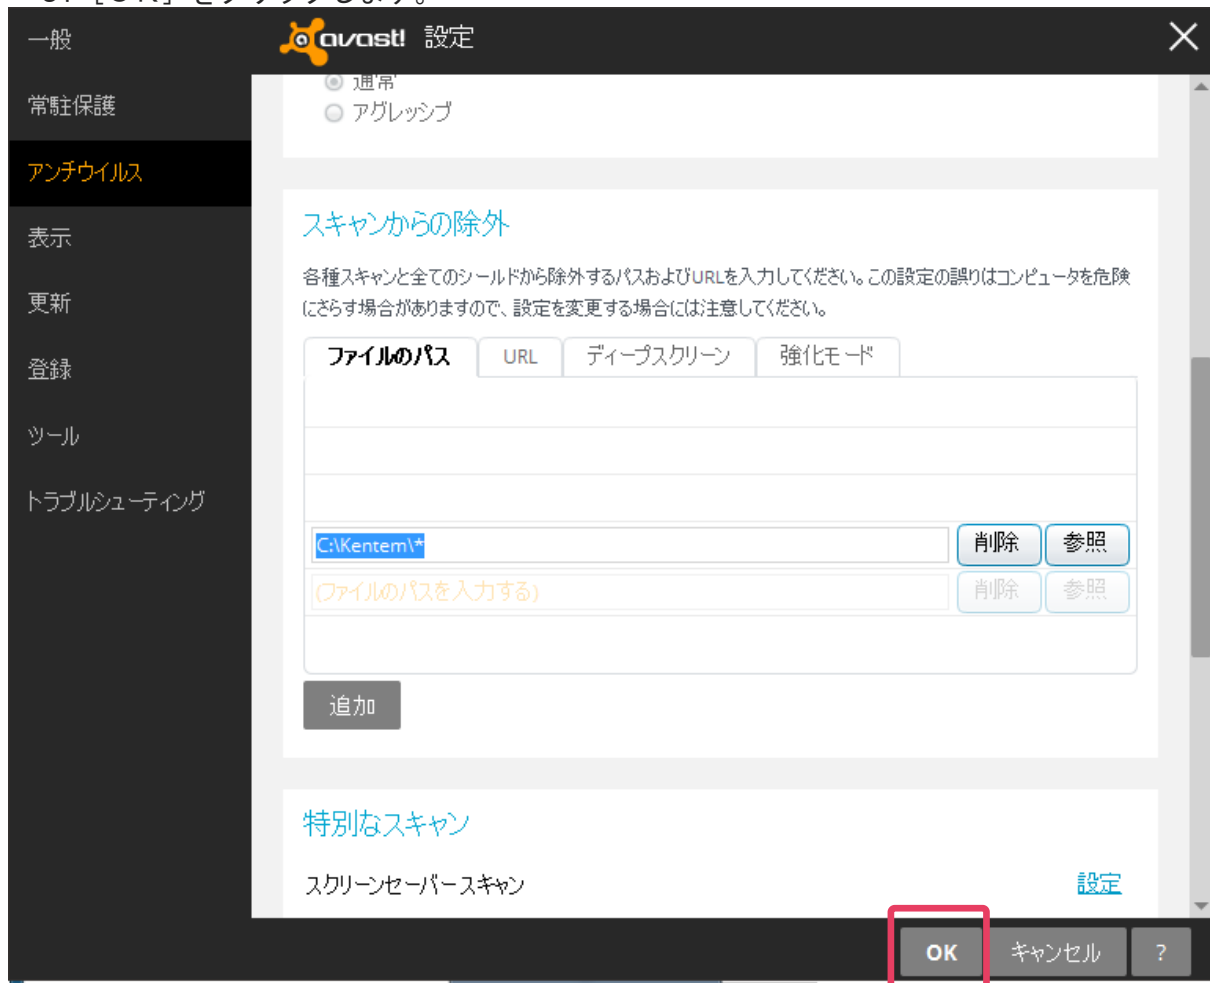 [ＯＫ] をクリックします。
一般
avast! 設定
通常
常駐保護
アグレッシブ
アンチウイルス
スキャンからの除外
表示
各種スキャンと全てのシールドから除外するパスおよびURLを入力してください。この設定の誤りはコンピュータを危険
にさらす場合がありますので、設定を変更する場合には注意してください。
更新
ファイルのパス URL ディープスクリーン 強化モード
登録
ツール
トラブルシューティング
C:\Kentem\* 削除 参照
(ファイルのパスを入力する) 削除 参照
追加
特別なスキャン
スクリーンセーバースキャン 設定
OK キャンセル ?